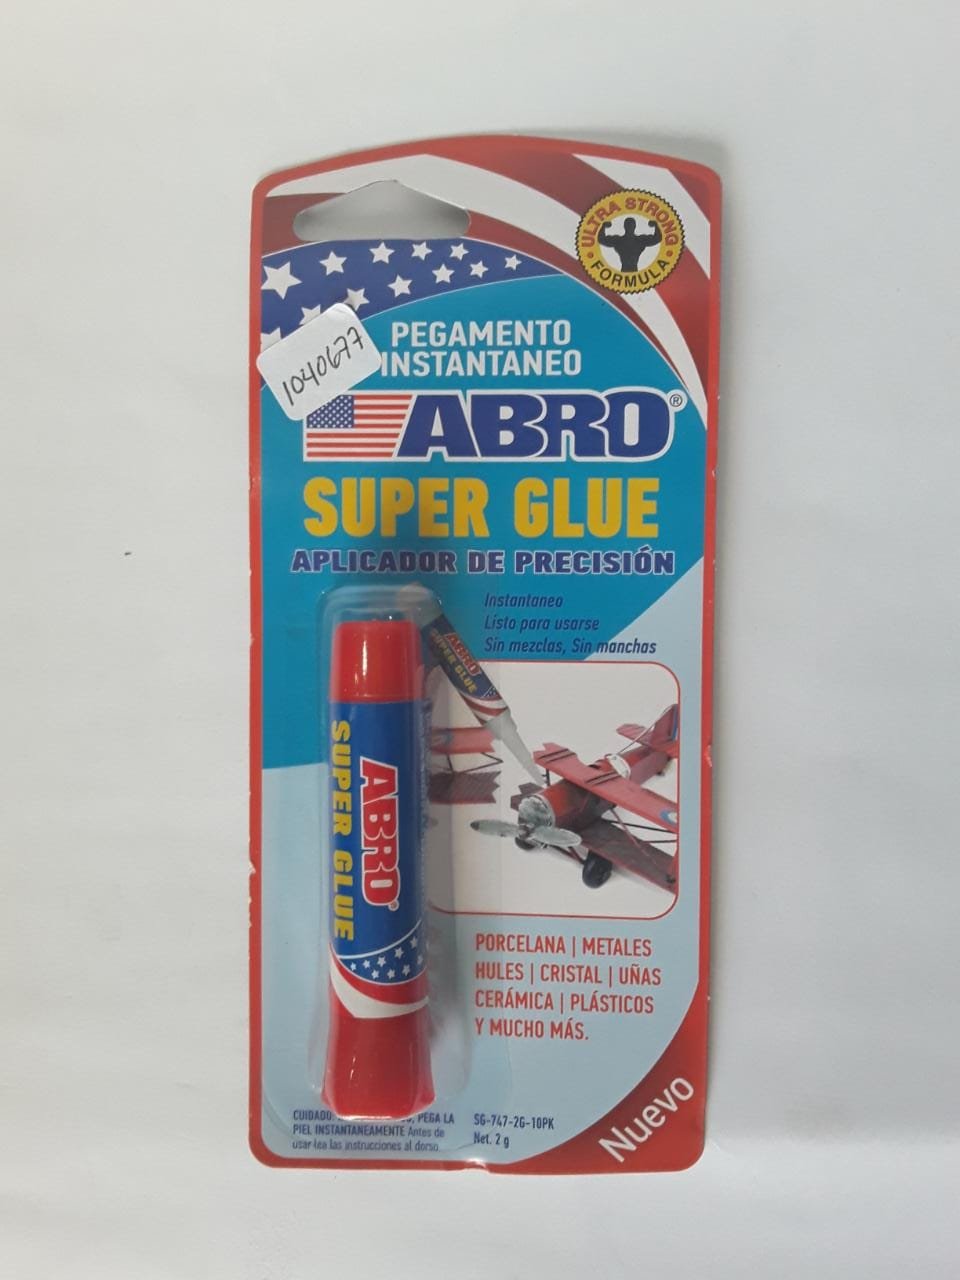 ULTRA STRONG
FORMULA
PEGAMENTO
INSTANTANEO
1040677
ABRO®
SUPER GLUE
APLICADOR DE PRECISIÓN
Instantaneo
Listo para usarse
Sin mezclas, Sin manchas
ABRO
SUPER GLUE
ABRO®
SUPER GLUE
PORCELANA | METALES
HULES | CRISTAL | UÑAS
CERÁMICA | PLÁSTICOS
Y MUCHO MÁS.
CUIDADO: PEGA LA
PIEL INSTANTANEAMENTE Antes de
usar lea las instrucciones al dorso.
SG-747-2G-10PK
Net. 2 g
Nuevo